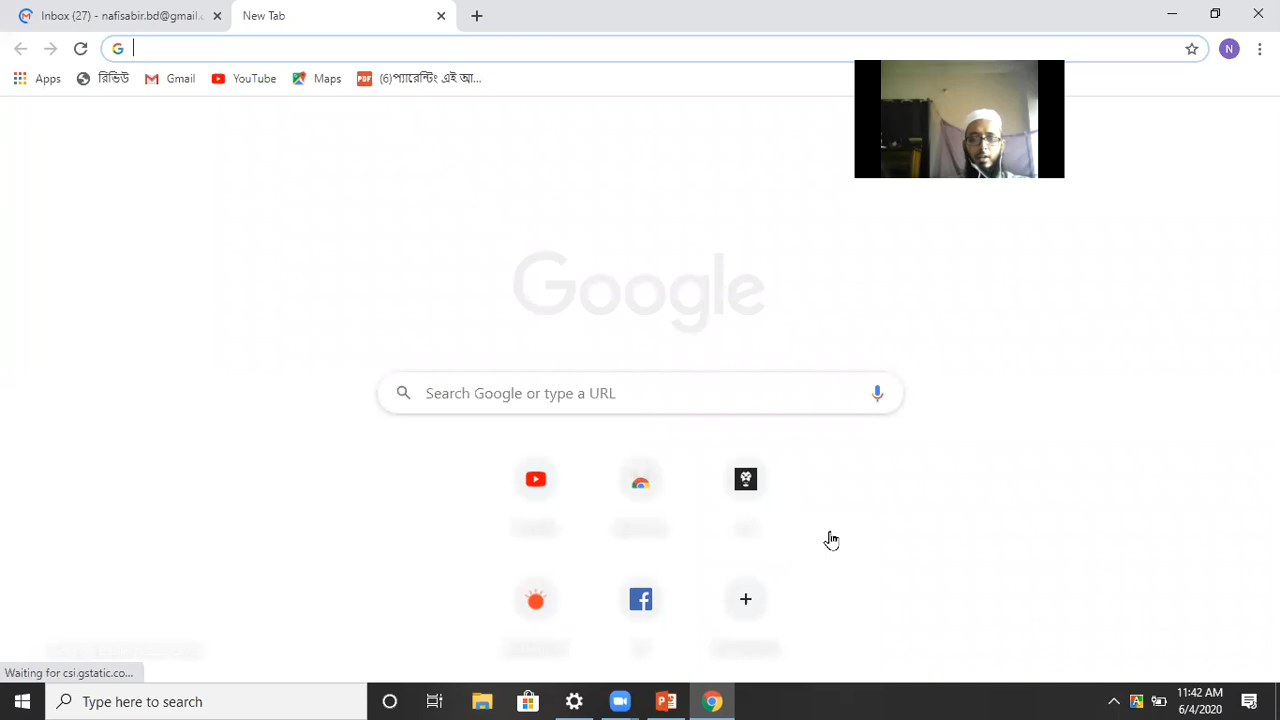 Inbox (27) - nafisabir.bd@gmail.
New Tab
Apps
রিভিউ
Gmail
YouTube
Maps
(6)প্যারেন্টিং এই আ...
Google
Search Google or type a URL
Waiting for csi.gstatic.co...
Type here to search
11:42 AM
6/4/2020